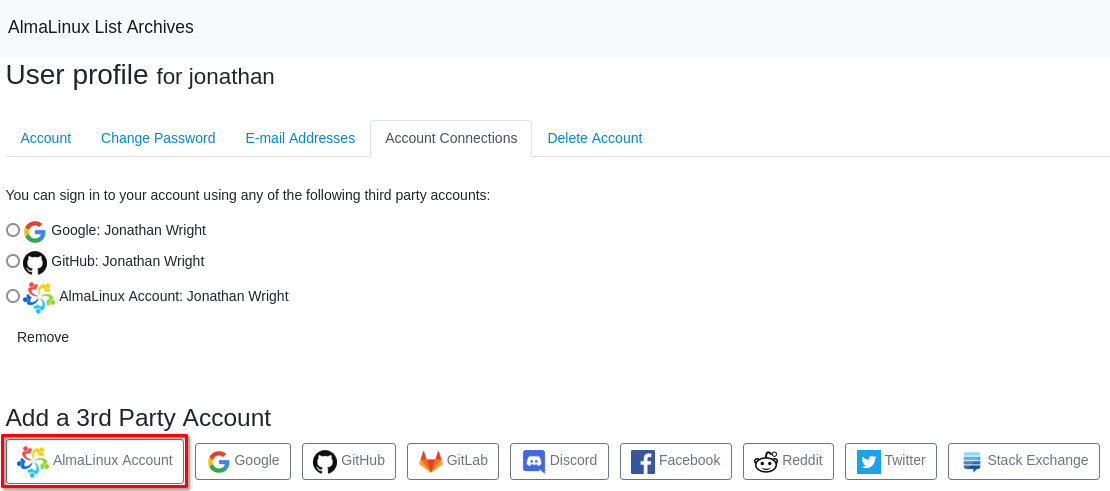 AlmaLinux List Archives
User profile for jonathan
Account Change Password E-mail Addresses Account Connections Delete Account
You can sign in to your account using any of the following third party accounts:
Google: Jonathan Wright
GitHub: Jonathan Wright
AlmaLinux Account: Jonathan Wright
Remove
Add a 3rd Party Account
AlmaLinux Account Google GitHub GitLab Discord Facebook Reddit Twitter Stack Exchange